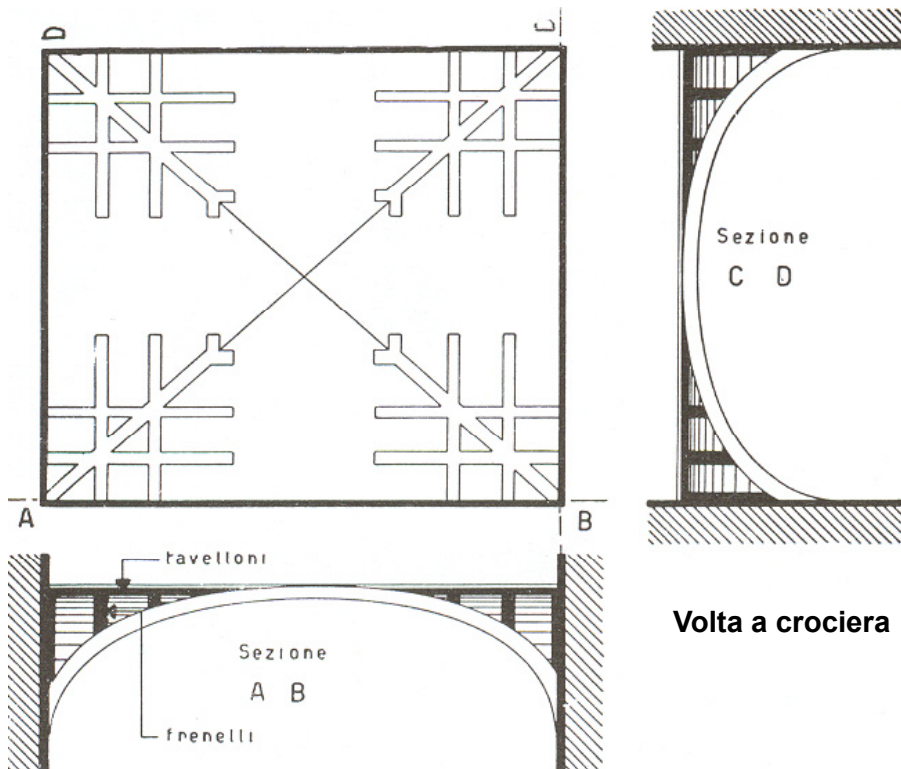 D
C
Sezione
C D
A
B
tavelloni
Sezione
A B
frenelli
Volta a crociera